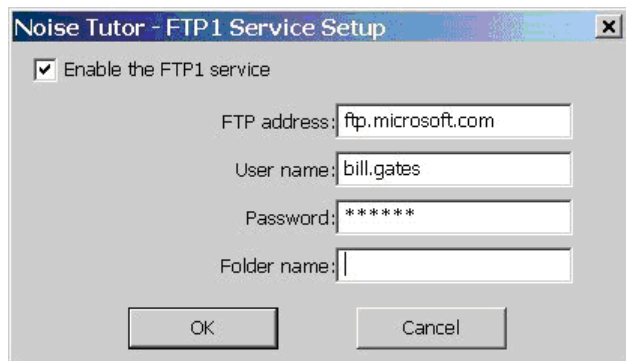 Noise Tutor - FTP1 Service Setup
Enable the FTP1 service
FTP address: ftp.microsoft.com
User name: bill.gates
Password: ******
Folder name:
OK Cancel